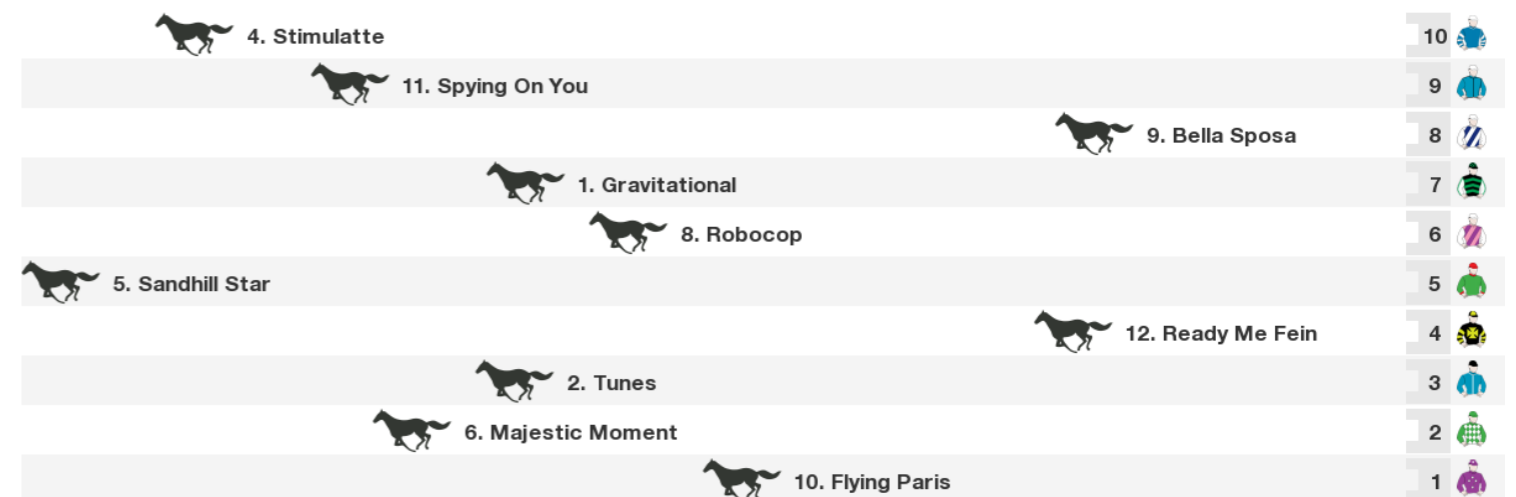 4. Stimulatte 10
11. Spying On You 9
9. Bella Sposa 8
1. Gravitational 7
8. Robocop 6
5. Sandhill Star 5
12. Ready Me Fein 4
2. Tunes 3
6. Majestic Moment 2
10. Flying Paris 1